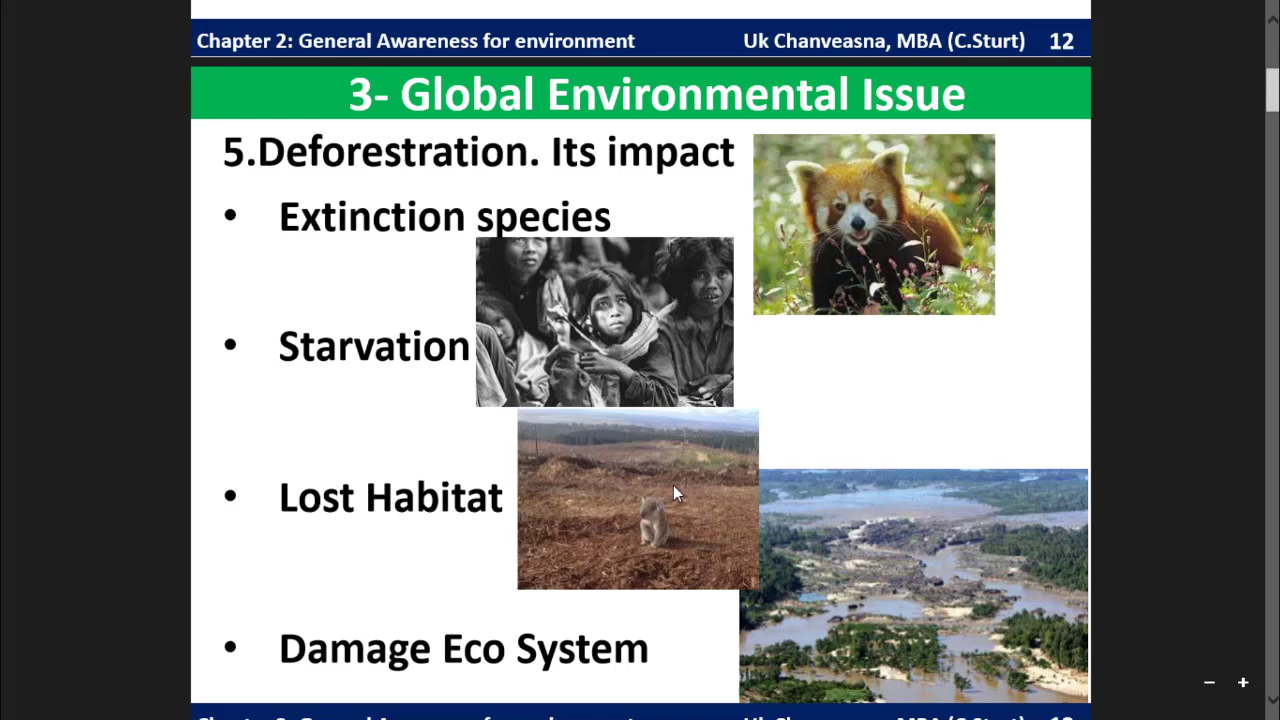 Chapter 2: General Awareness for environment Uk Chanveasna, MBA (C.Sturt) 12
3- Global Environmental Issue
5.Deforestration. Its impact
• Extinction species
• Starvation
• Lost Habitat
• Damage Eco System